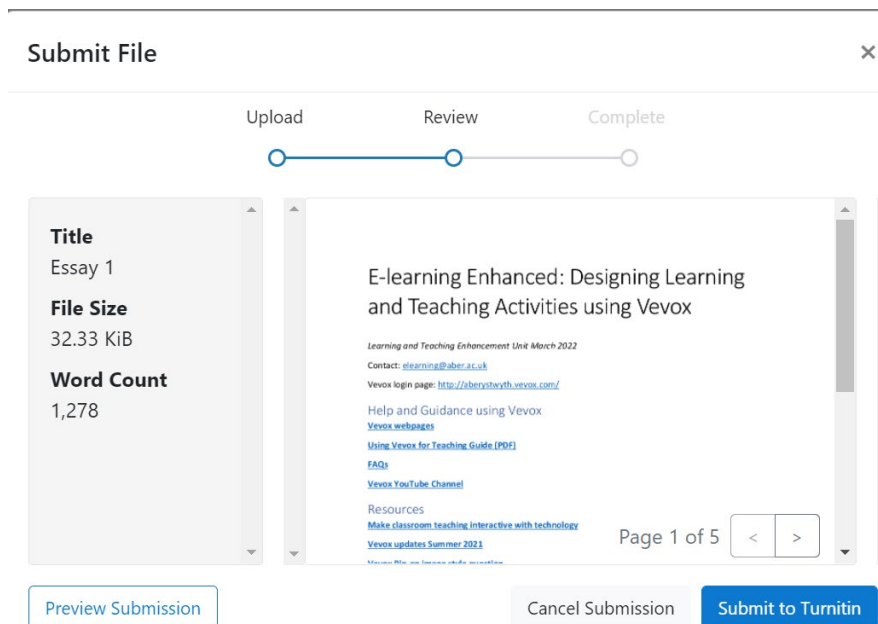 Submit File
×
Upload
Review
Complete
Title
Essay 1
File Size
32.33 KiB
Word Count
1,278
E-learning Enhanced: Designing Learning
and Teaching Activities using Vevox
Learning and Teaching Enhancement Unit March 2022
Contact: elearning@aber.ac.uk
Vevox login page: http://aberystwyth.vevox.com/
Help and Guidance using Vevox
Vevox webpages
Using Vevox for Teaching Guide (PDF)
FAQs
Vevox YouTube Channel
Resources
Make classroom teaching interactive with technology
Vevox updates Summer 2021
Page 1 of 5
<
>
Preview Submission
Cancel Submission
Submit to Turnitin